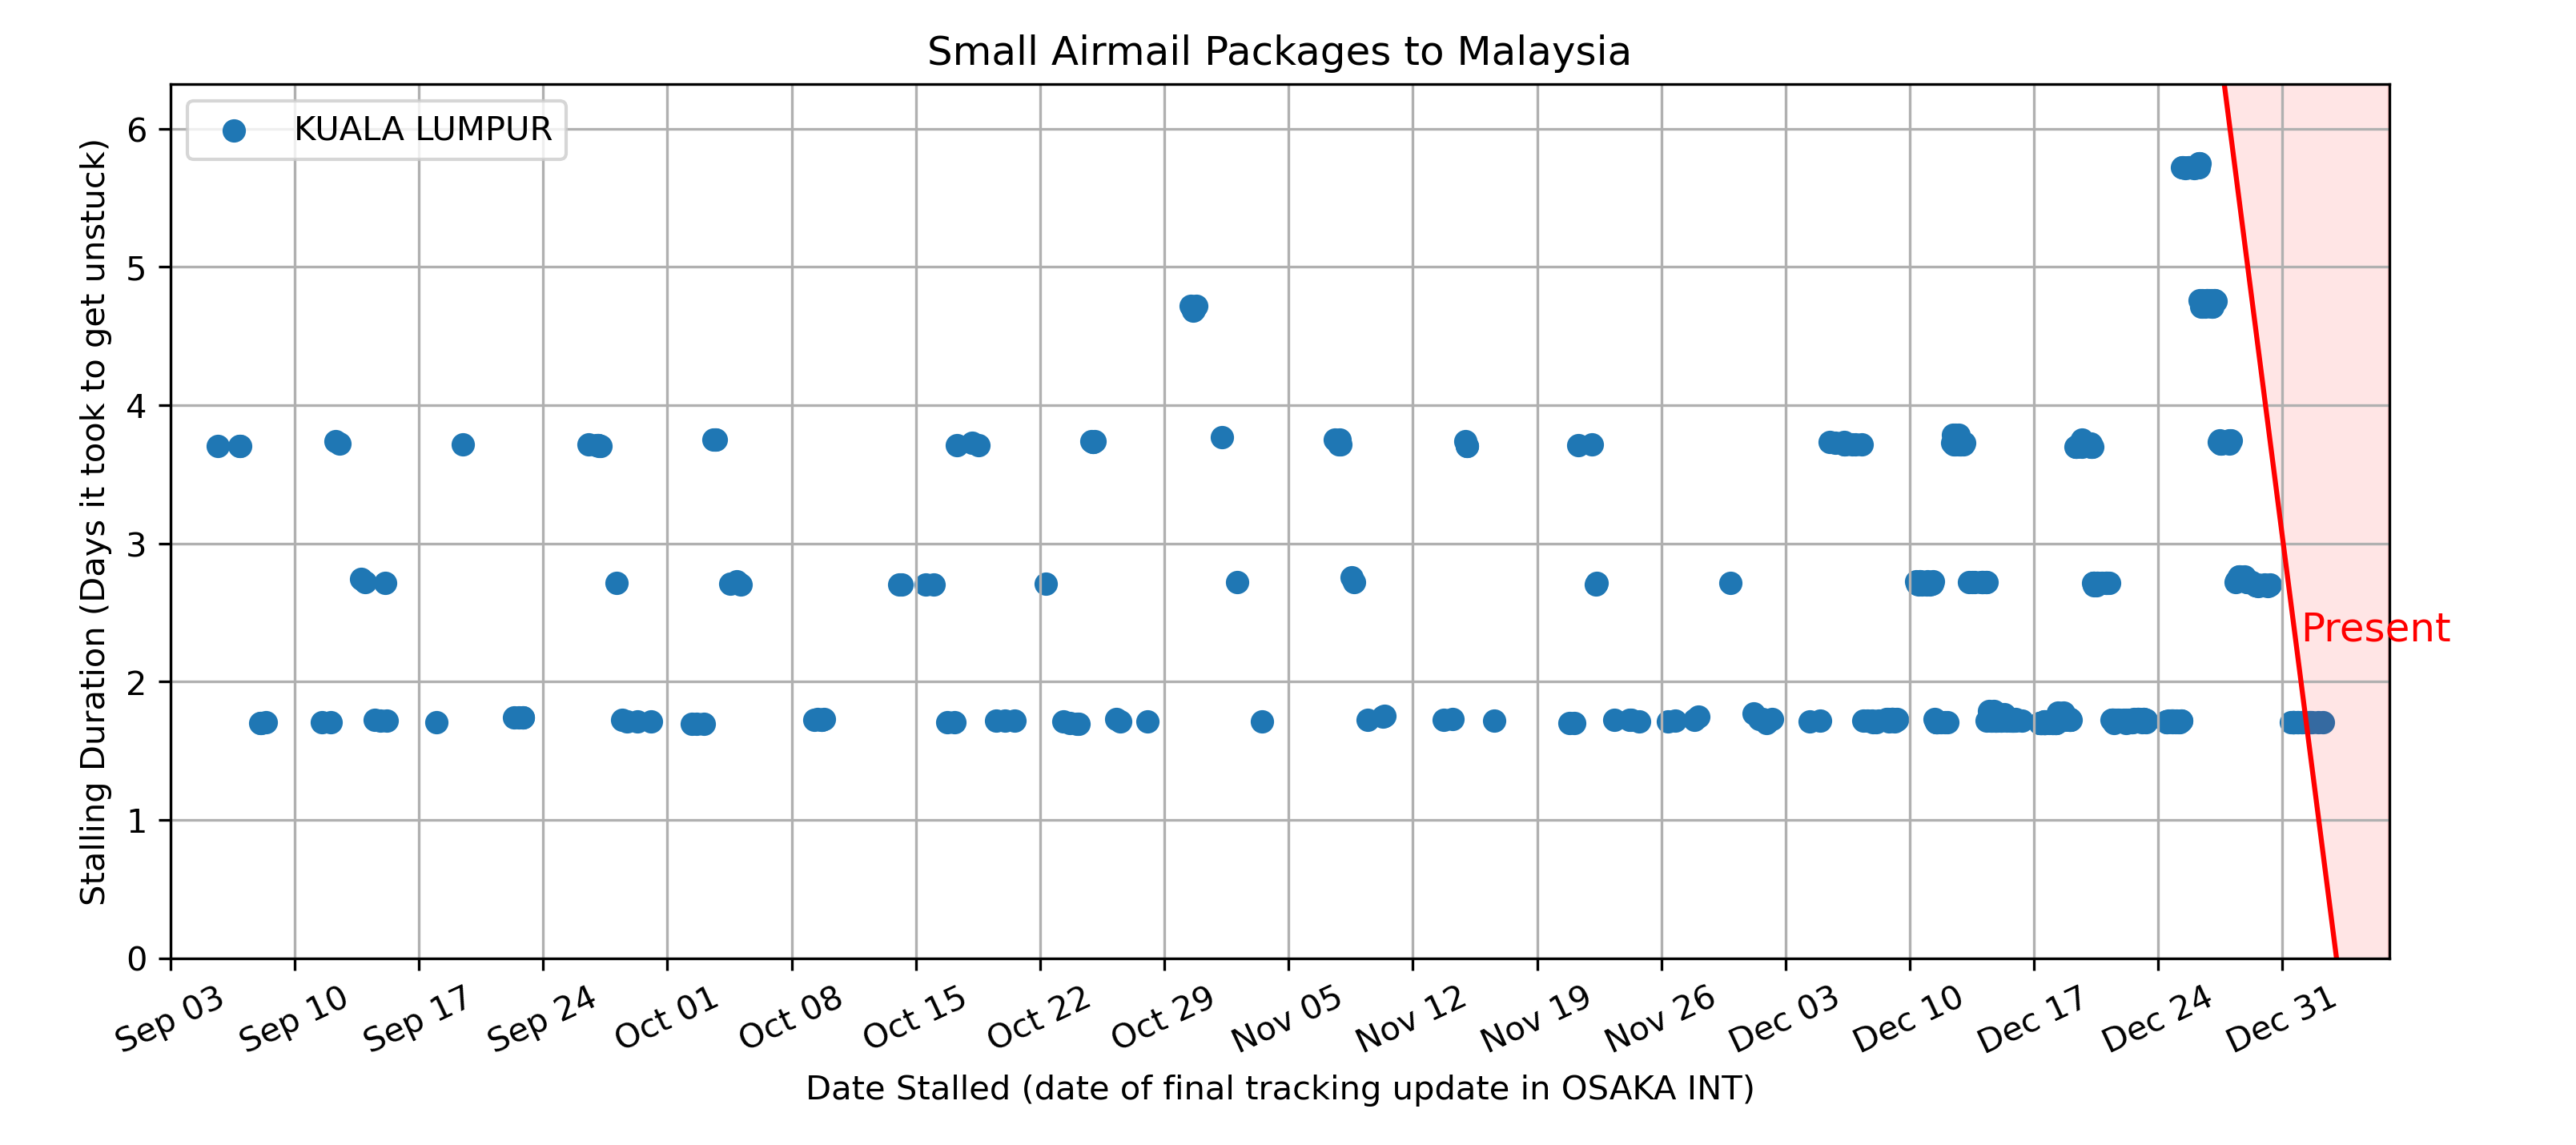 Small Airmail Packages to Malaysia
KUALA LUMPUR
Stalling Duration (Days it took to get unstuck)
6
5
4
3
2
1
0
Present
Sep 03
Sep 10
Sep 17
Sep 24
Oct 01
Oct 08
Oct 15
Oct 22
Oct 29
Nov 05
Nov 12
Nov 19
Nov 26
Dec 03
Dec 10
Dec 17
Dec 24
Dec 31
Date Stalled (date of final tracking update in OSAKA INT)